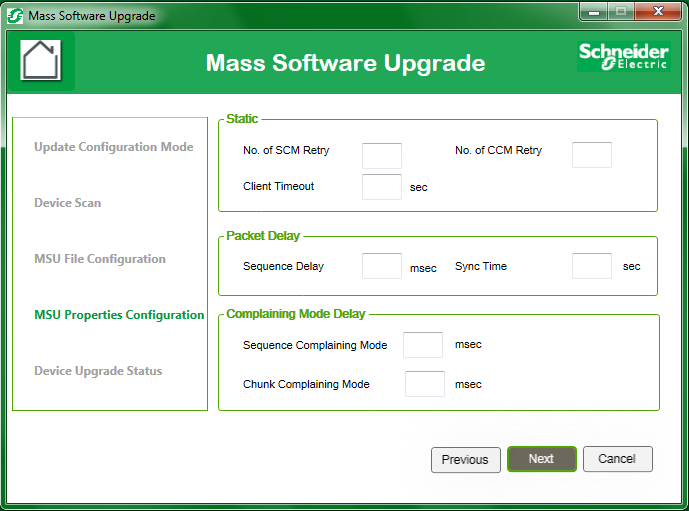 Mass Software Upgrade
Mass Software Upgrade
Schneider
Electric
Update Configuration Mode
Device Scan
MSU File Configuration
MSU Properties Configuration
Device Upgrade Status
Static
No. of SCM Retry
No. of CCM Retry
Client Timeout
sec
Packet Delay
Sequence Delay
msec
Sync Time
sec
Complaining Mode Delay
Sequence Complaining Mode
msec
Chunk Complaining Mode
msec
Previous
Next
Cancel